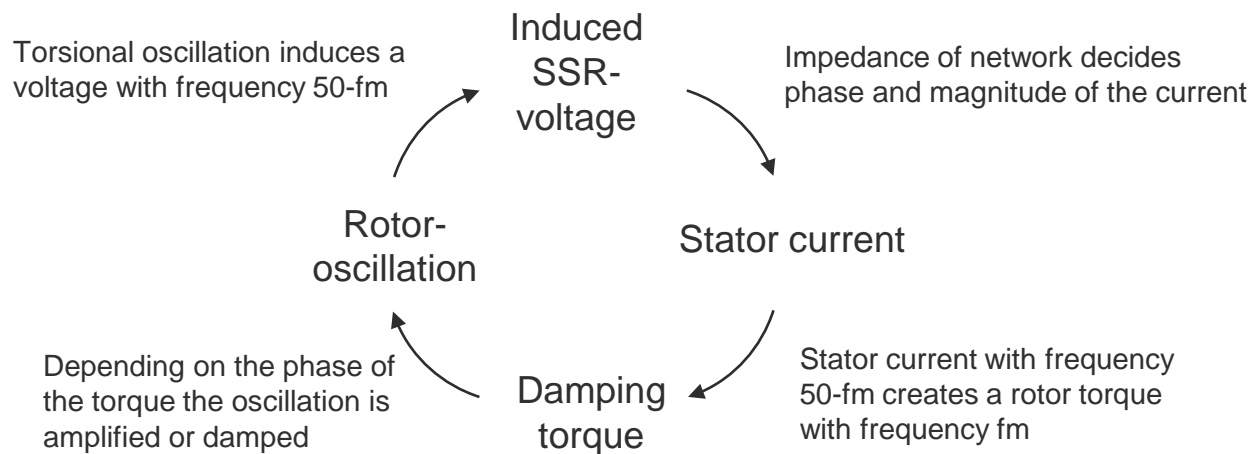 Induced
SSR-
voltage
Torsional oscillation induces a
voltage with frequency 50-fm
Impedance of network decides
phase and magnitude of the current
Rotor-
oscillation
Stator current
Depending on the phase of
the torque the oscillation is
amplified or damped
Damping
torque
Stator current with frequency
50-fm creates a rotor torque
with frequency fm